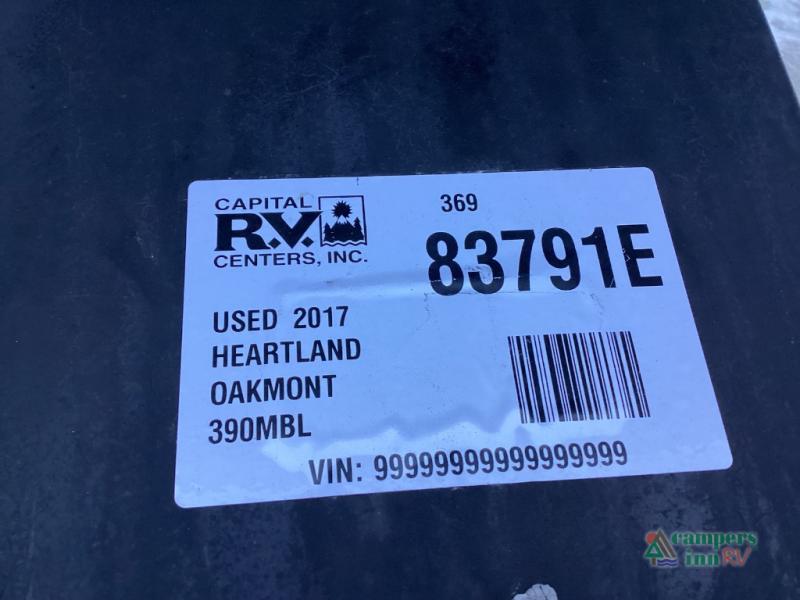 CAPITAL
R.V.
CENTERS, INC.
369
83791E
USED 2017
HEARTLAND
OAKMONT
390MBL
VIN: 99999999999999999
campers
inn RV